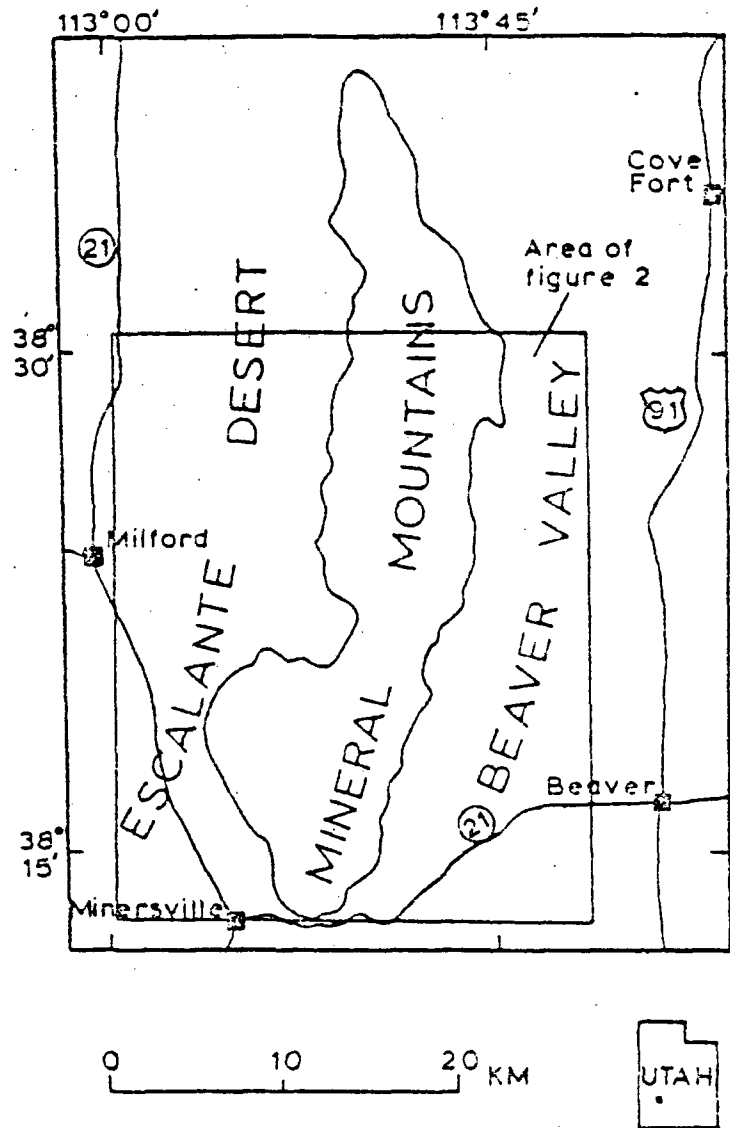 113°00′
113°45′
Cove
Fort
21
Area of
figure 2
38°
30′
DESERT
MOUNTAINS
91
VALLEY
Milford
ESCALANTE
BEAVER
MINERAL
Beaver
21
38°
15′
Minersville
0
10
20 KM
UTAH